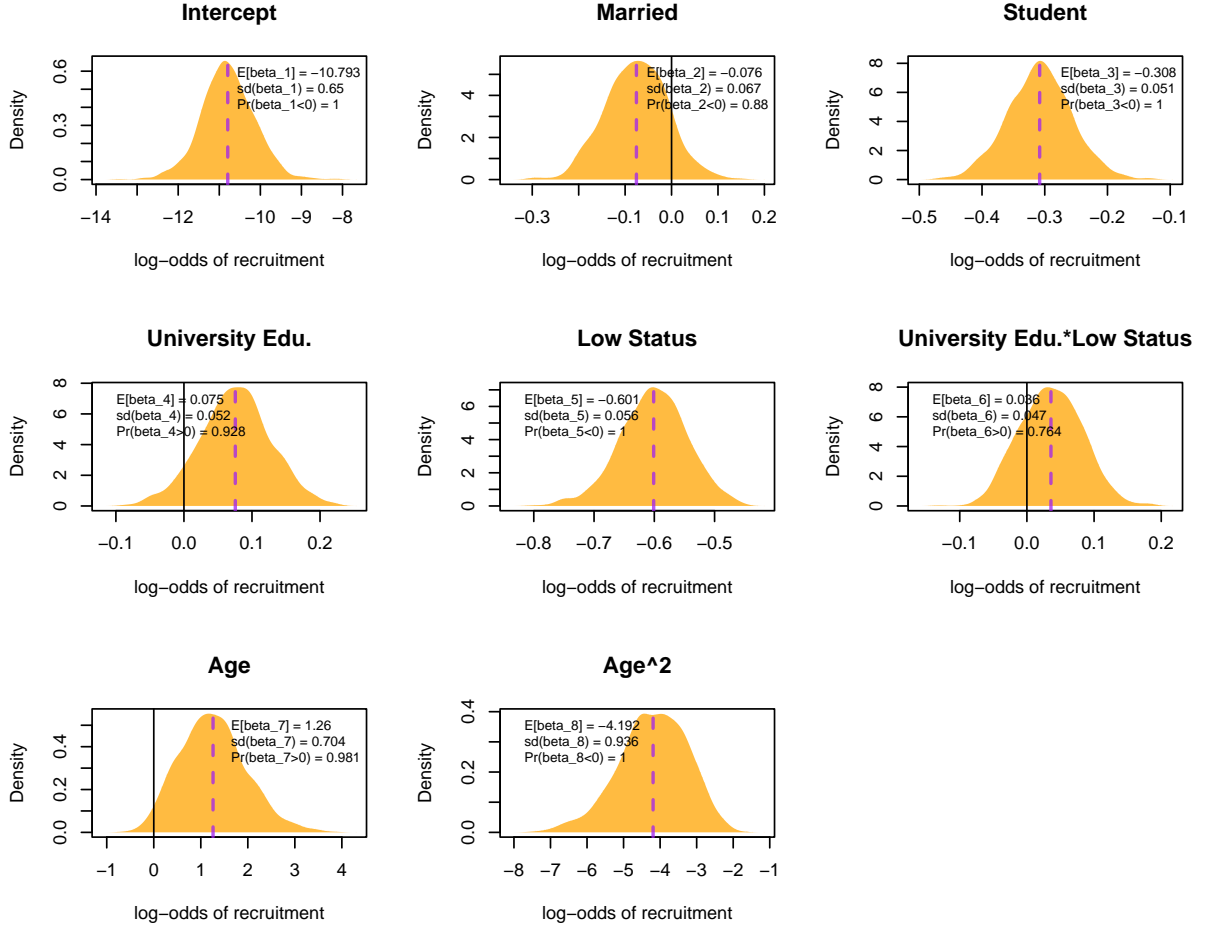 Intercept
E[beta_1] = −10.793
sd(beta_1) = 0.65
Pr(beta_1<0) = 1
Density
0.0
0.3
0.6
−14
−12
−10
−8
log−odds of recruitment
Married
E[beta_2] = −0.076
sd(beta_2) = 0.067
Pr(beta_2<0) = 0.88
Density
0
2
4
−0.3
−0.1
0.0
0.1
0.2
log−odds of recruitment
Student
E[beta_3] = −0.308
sd(beta_3) = 0.051
Pr(beta_3<0) = 1
Density
0
2
4
6
8
−0.5
−0.4
−0.3
−0.2
−0.1
log−odds of recruitment
University Edu.
E[beta_4] = 0.075
sd(beta_4) = 0.052
Pr(beta_4>0) = 0.928
Density
0
2
4
6
8
−0.1
0.0
0.1
0.2
log−odds of recruitment
Low Status
E[beta_5] = −0.601
sd(beta_5) = 0.056
Pr(beta_5<0) = 1
Density
0
2
4
6
−0.8
−0.7
−0.6
−0.5
log−odds of recruitment
University Edu.*Low Status
E[beta_6] = 0.036
sd(beta_6) = 0.047
Pr(beta_6>0) = 0.764
Density
0
2
4
6
8
−0.1
0.0
0.1
0.2
log−odds of recruitment
Age
E[beta_7] = 1.26
sd(beta_7) = 0.704
Pr(beta_7>0) = 0.981
Density
0.0
0.2
0.4
−1
0
1
2
3
4
log−odds of recruitment
Age^2
E[beta_8] = −4.192
sd(beta_8) = 0.936
Pr(beta_8<0) = 1
Density
0.0
0.2
0.4
−8
−7
−6
−5
−4
−3
−2
−1
log−odds of recruitment